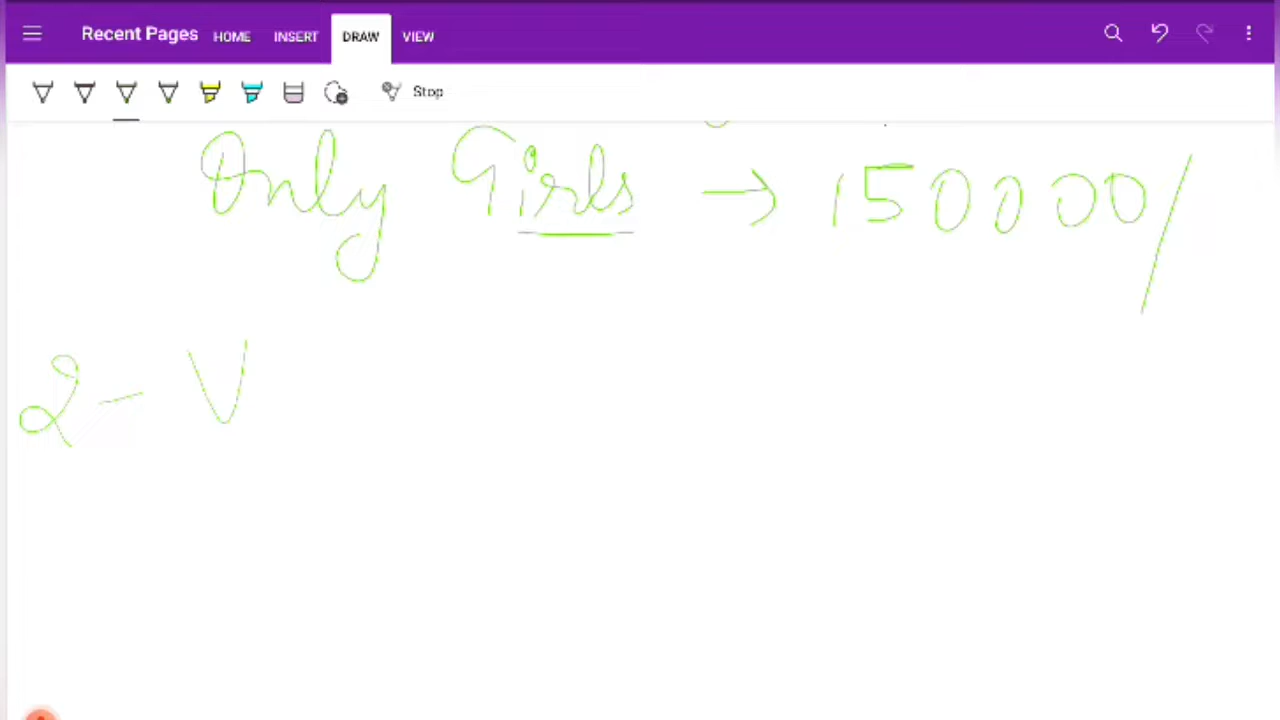 Recent Pages HOME INSERT DRAW VIEW
Stop
Only Girls → 150000/
2- V